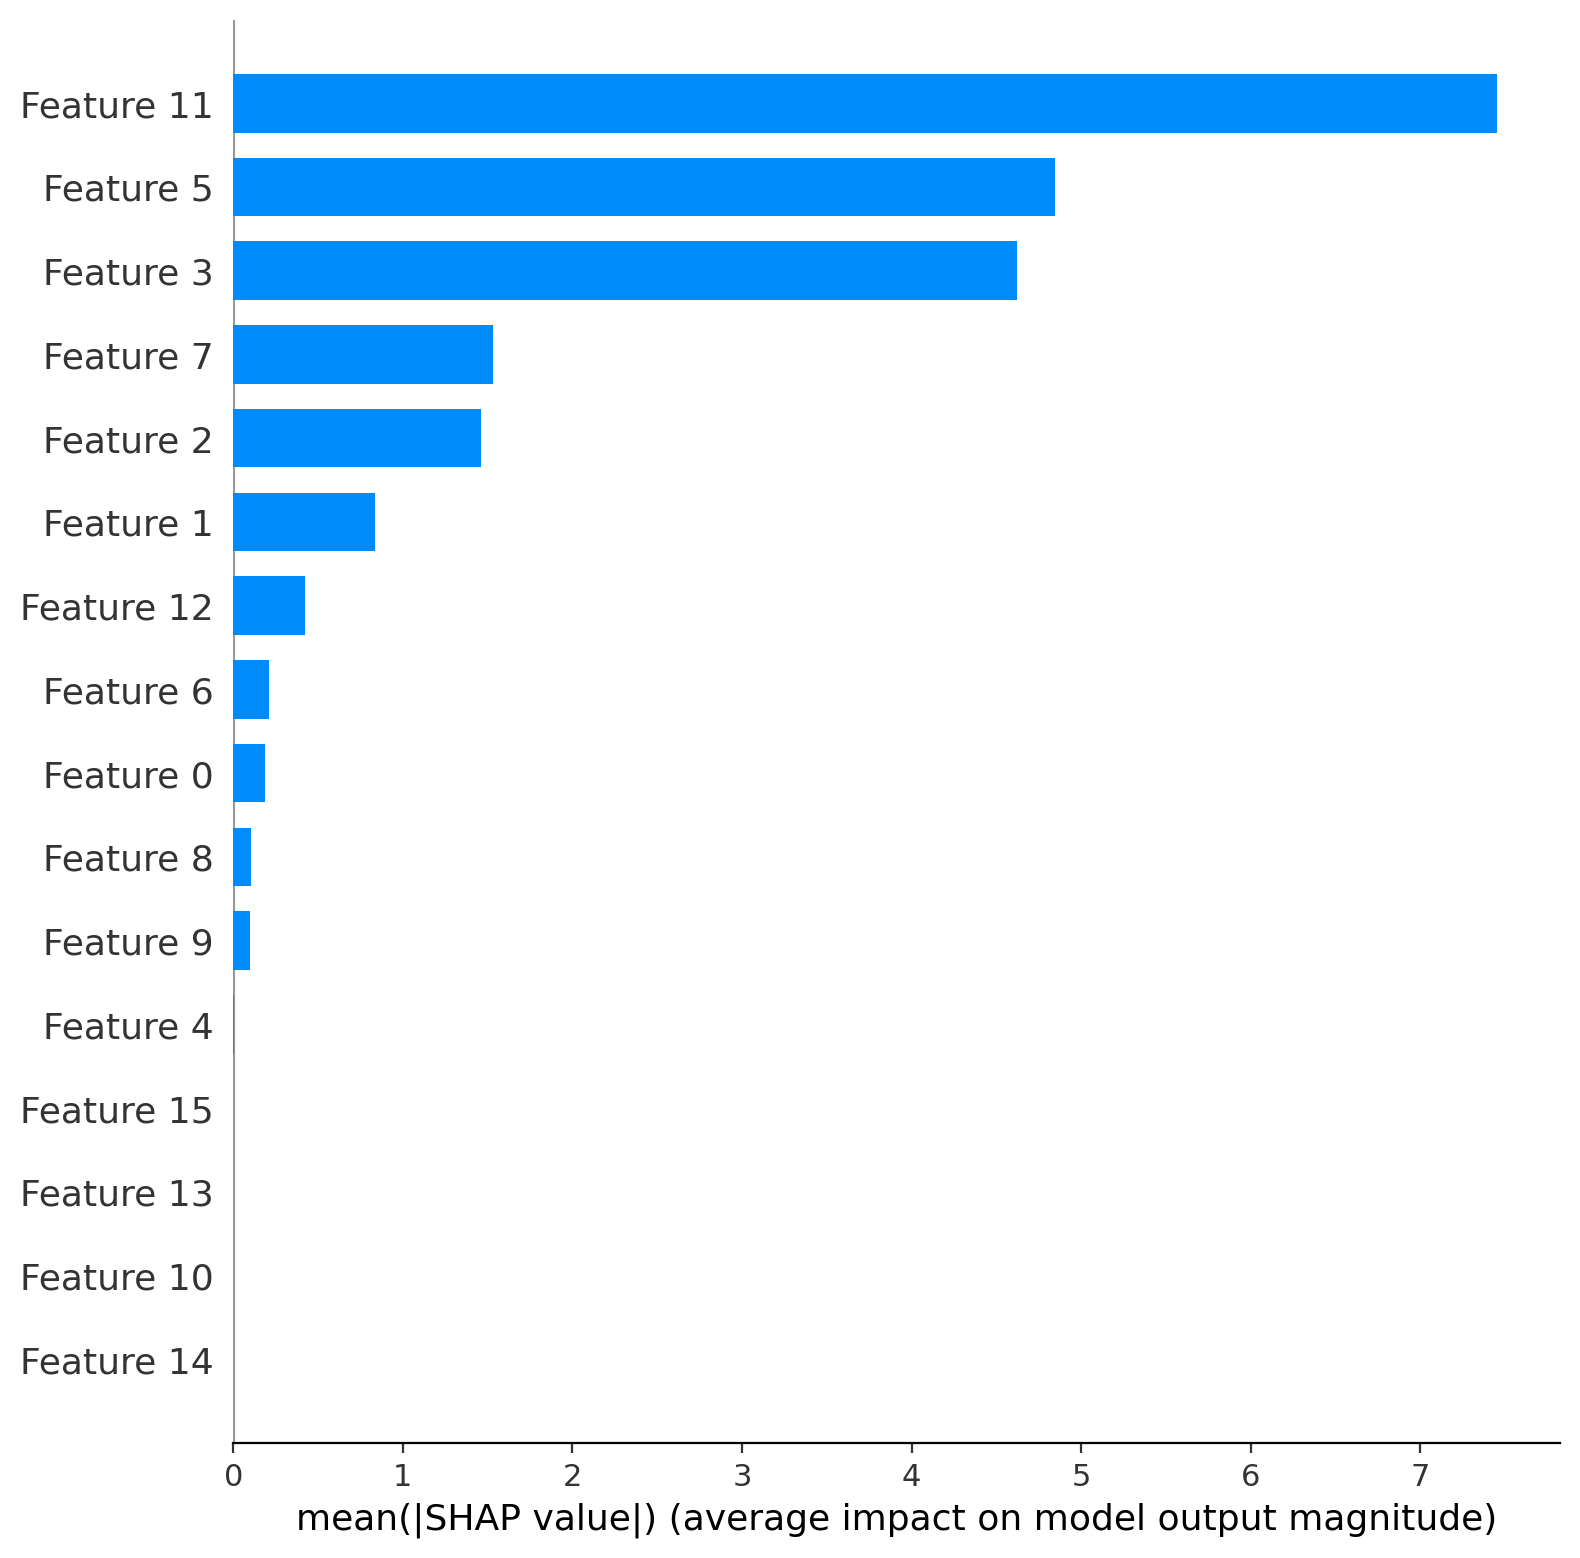 Feature 11
Feature 5
Feature 3
Feature 7
Feature 2
Feature 1
Feature 12
Feature 6
Feature 0
Feature 8
Feature 9
Feature 4
Feature 15
Feature 13
Feature 10
Feature 14
0 1 2 3 4 5 6 7
mean(|SHAP value|) (average impact on model output magnitude)